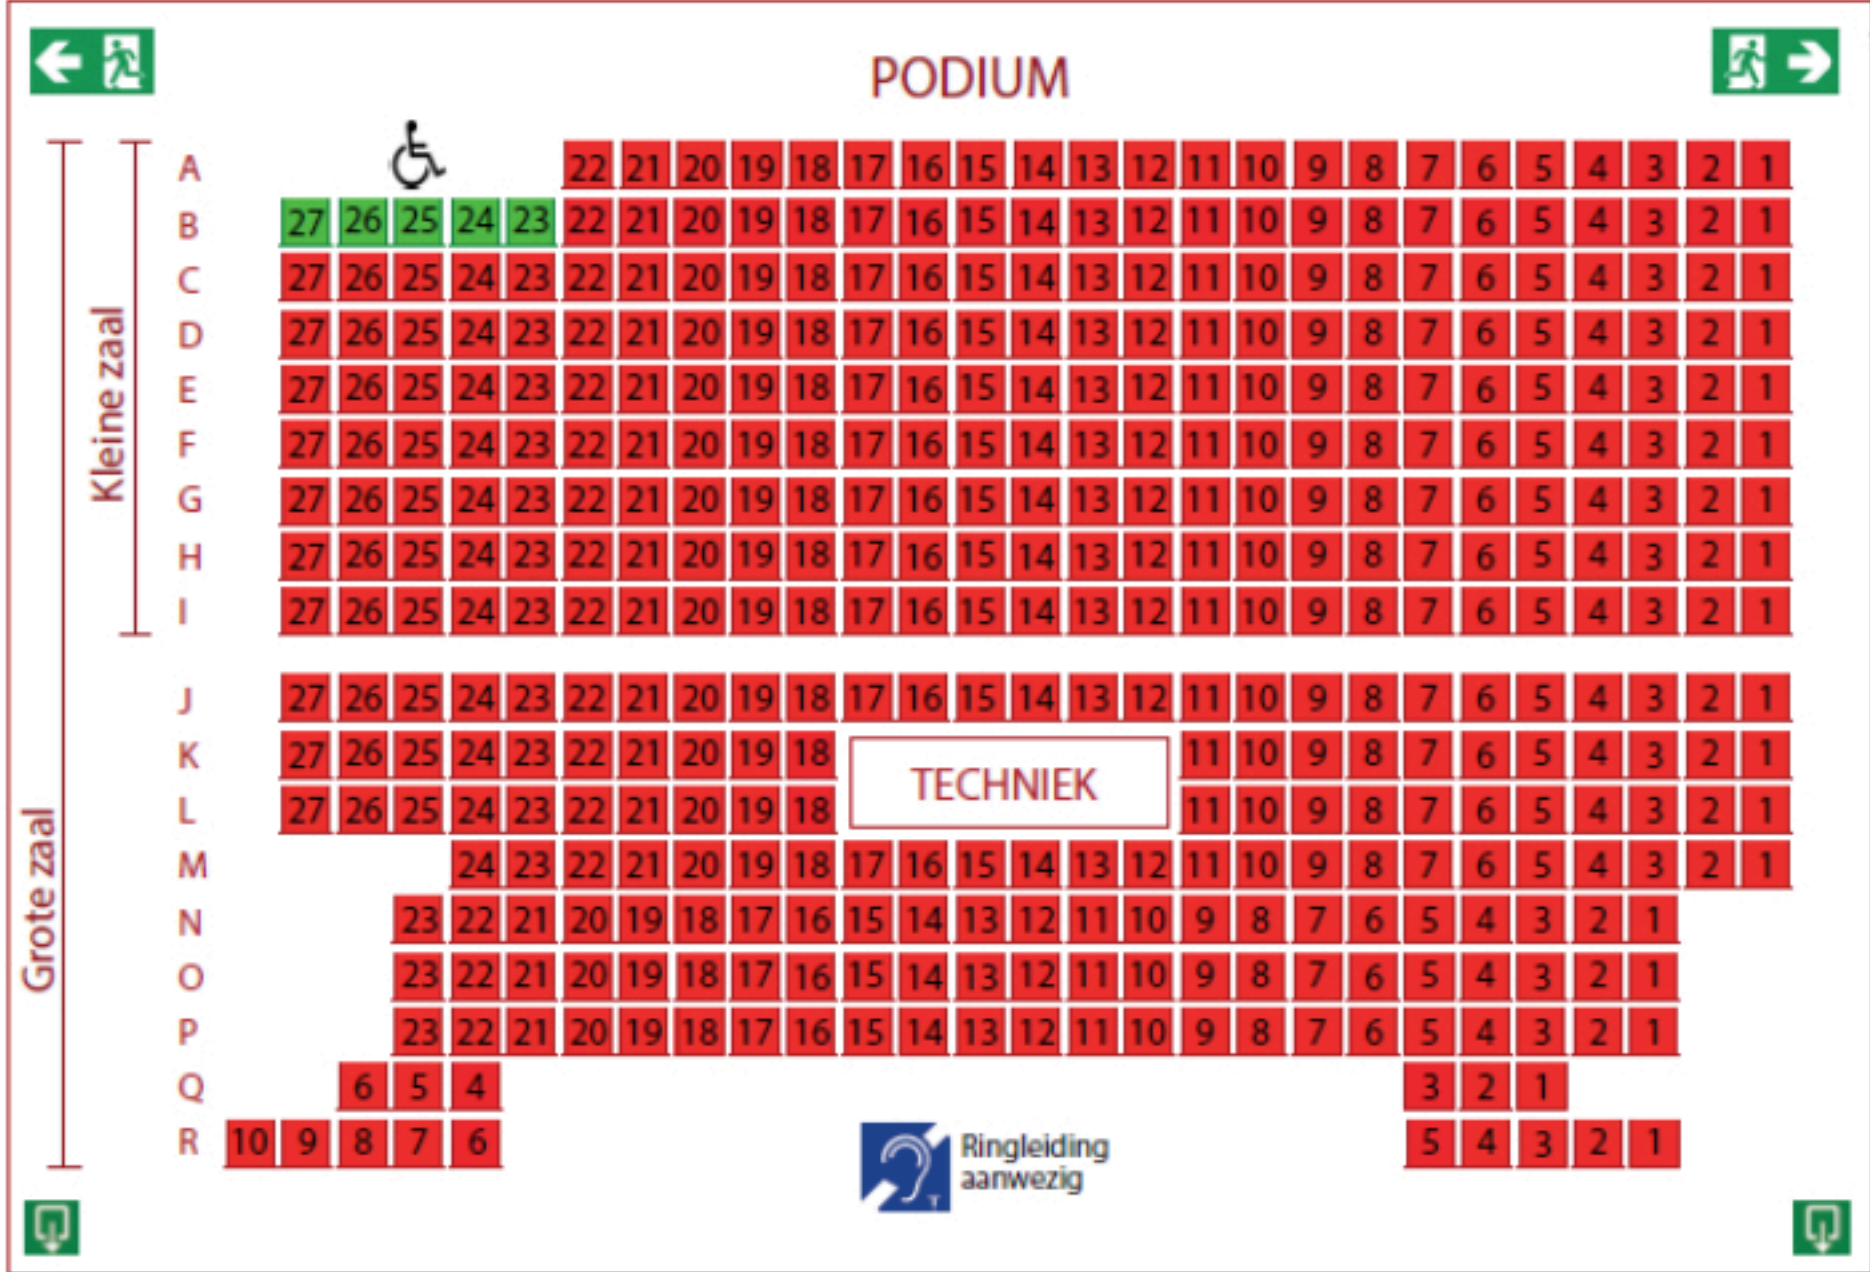 PODIUM
A 22 21 20 19 18 17 16 15 14 13 12 11 10 9 8 7 6 5 4 3 2 1
B 27 26 25 24 23 22 21 20 19 18 17 16 15 14 13 12 11 10 9 8 7 6 5 4 3 2 1
C 27 26 25 24 23 22 21 20 19 18 17 16 15 14 13 12 11 10 9 8 7 6 5 4 3 2 1
D 27 26 25 24 23 22 21 20 19 18 17 16 15 14 13 12 11 10 9 8 7 6 5 4 3 2 1
E 27 26 25 24 23 22 21 20 19 18 17 16 15 14 13 12 11 10 9 8 7 6 5 4 3 2 1
F 27 26 25 24 23 22 21 20 19 18 17 16 15 14 13 12 11 10 9 8 7 6 5 4 3 2 1
G 27 26 25 24 23 22 21 20 19 18 17 16 15 14 13 12 11 10 9 8 7 6 5 4 3 2 1
H 27 26 25 24 23 22 21 20 19 18 17 16 15 14 13 12 11 10 9 8 7 6 5 4 3 2 1
I 27 26 25 24 23 22 21 20 19 18 17 16 15 14 13 12 11 10 9 8 7 6 5 4 3 2 1
Kleine zaal
J 27 26 25 24 23 22 21 20 19 18 17 16 15 14 13 12 11 10 9 8 7 6 5 4 3 2 1
K 27 26 25 24 23 22 21 20 19 18 11 10 9 8 7 6 5 4 3 2 1
TECHNIEK
L 27 26 25 24 23 22 21 20 19 18 11 10 9 8 7 6 5 4 3 2 1
M 24 23 22 21 20 19 18 17 16 15 14 13 12 11 10 9 8 7 6 5 4 3 2 1
N 23 22 21 20 19 18 17 16 15 14 13 12 11 10 9 8 7 6 5 4 3 2 1
O 23 22 21 20 19 18 17 16 15 14 13 12 11 10 9 8 7 6 5 4 3 2 1
P 23 22 21 20 19 18 17 16 15 14 13 12 11 10 9 8 7 6 5 4 3 2 1
Q 6 5 4 3 2 1
R 10 9 8 7 6 5 4 3 2 1
Grote zaal
Ringleiding
aanwezig
T